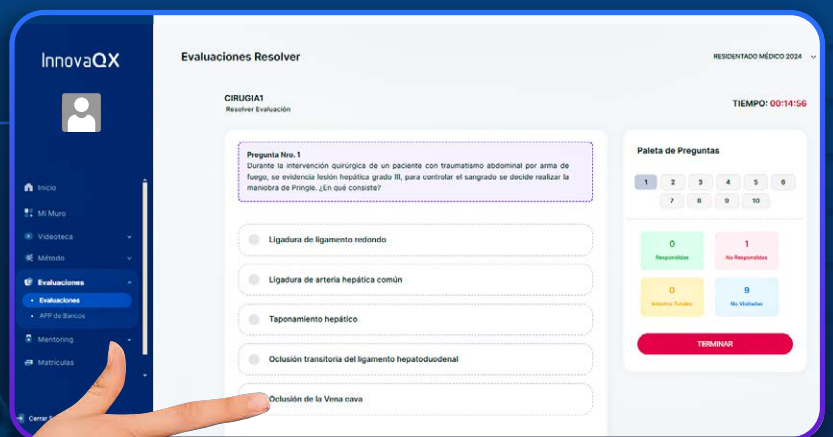 InnovaQX
Inicio
Mi Muro
Videoteca
Método
Evaluaciones
Evaluaciones
APP de Bancos
Mentoring
Matrículas
Cerrar
Evaluaciones Resolver
RESIDENTADO MÉDICO 2024
CIRUGIA1
Resolver Evaluación
TIEMPO: 00:14:56
Pregunta Nro. 1
Durante la intervención quirúrgica de un paciente con traumatismo abdominal por arma de
fuego, se evidencia lesión hepática grado III, para controlar el sangrado se decide realizar la
maniobra de Pringle. ¿En qué consiste?
Ligadura de ligamento redondo
Ligadura de arteria hepática común
Taponamiento hepático
Oclusión transitoria del ligamento hepatoduodenal
Oclusión de la Vena cava
Paleta de Preguntas
1 2 3 4 5 6
7 8 9 10
0
Respondidas
1
No Respondidas
0
Intentos Totales
9
No Visitadas
TERMINAR